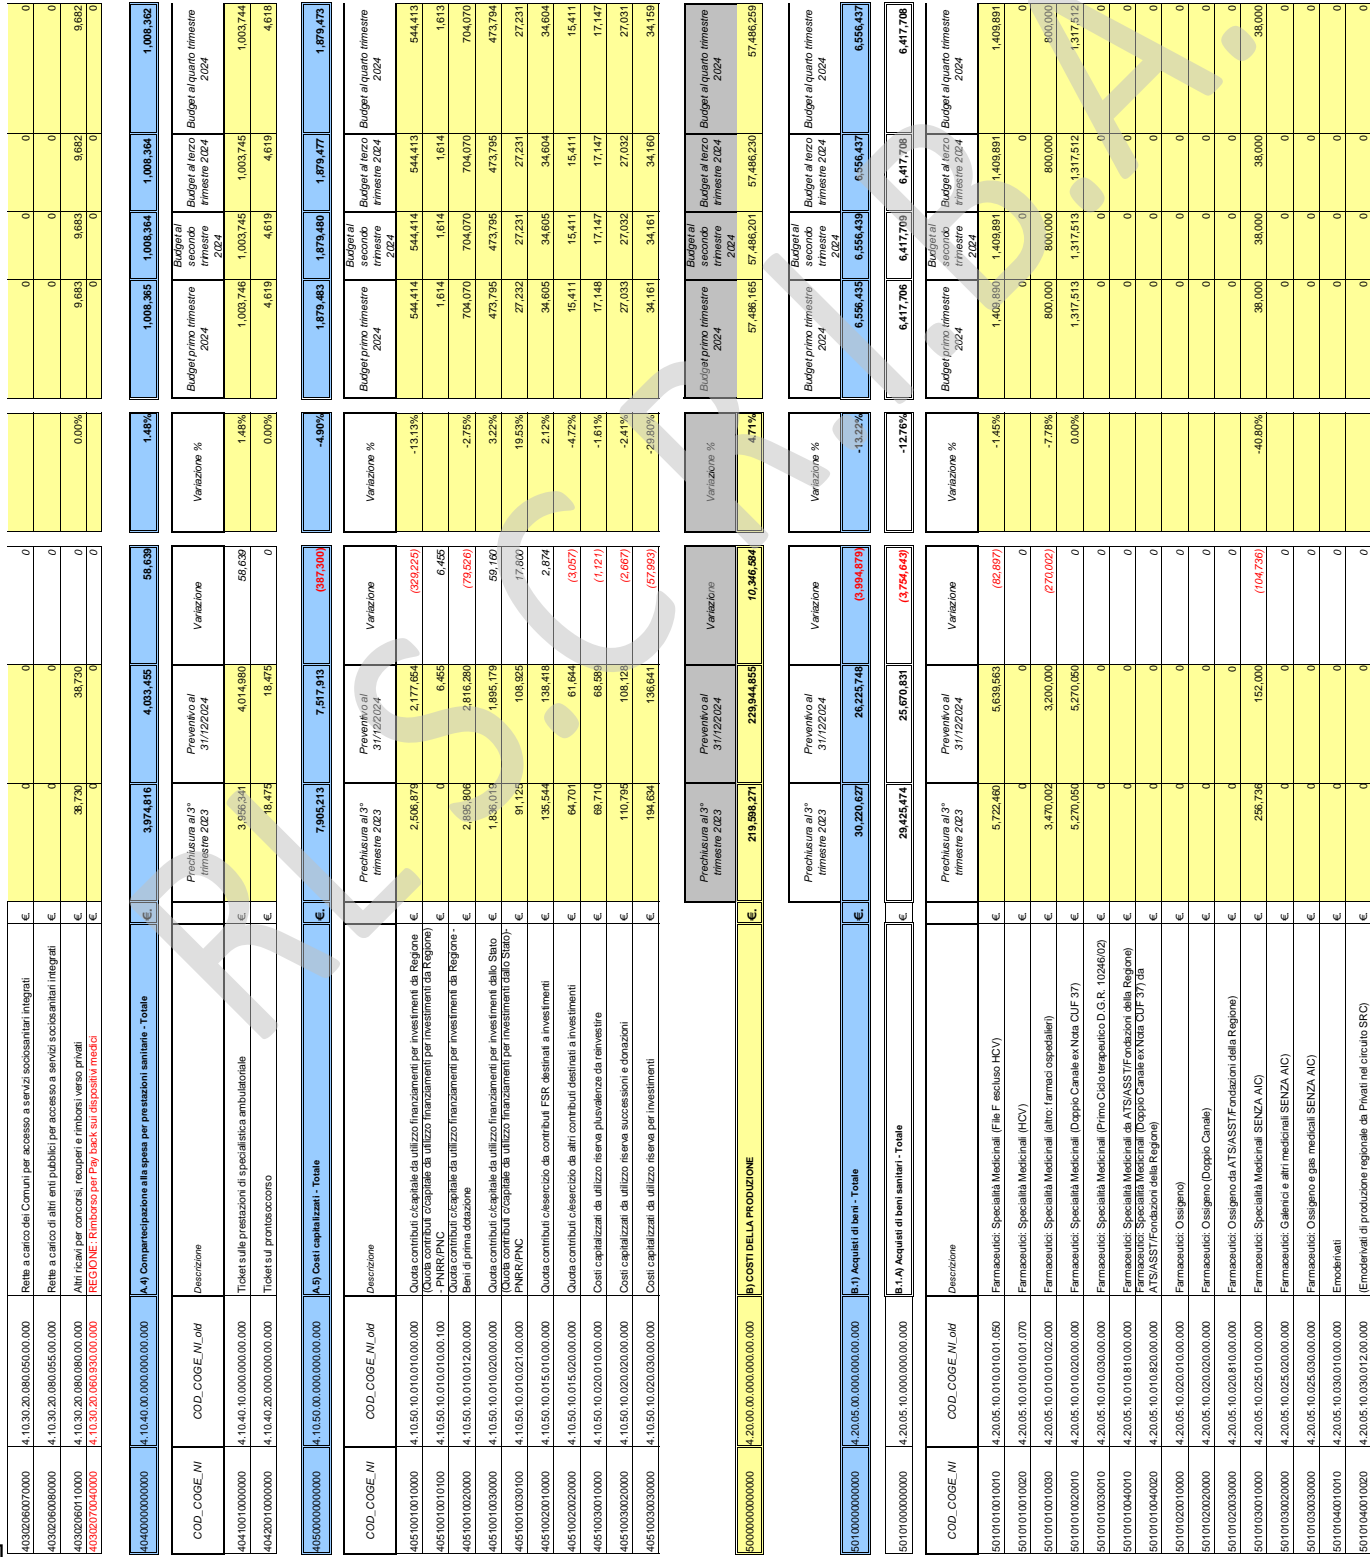 403020600070000 4.10.30.20.080.050.00.000 Rette a carico dei Comuni per accesso a servizi sociosanitari integrati €. 0 0 0 0 0 0 0
403020600080000 4.10.30.20.080.055.00.000 Rette a carico di altri enti pubblici per accesso a servizi sociosanitari integrati €. 0 0 0 0 0 0 0
4.10.30.20.080.080.00.000 Altri ricavi per concorsi, recuperi e rimborsi verso privati €. 38,730 38,730 0 0.00% 9,683 9,683 9,682 9,682
4.10.30.20.060.930.00.000 REGIONE: Rimborso per Pay back sui dispositivi medici €. 0 0 0 0 0 0 0
4.10.40.00.000.000.00.000 A.4) Compartecipazione alla spesa per prestazioni sanitarie - Totale €. 3,974,816 4,033,455 58,639 1.48% 1,008,365 1,008,364 1,008,364 1,008,362
COD_COGE_NI COD_COGE_NI_old Descrizione Prechiusura al 3° trimestre 2023 Preventivo al 31/12/2024 Variazione Variazione % Budget primo trimestre 2024 Budget al secondo trimestre 2024 Budget al terzo trimestre 2024 Budget al quarto trimestre 2024
4.10.40.10.000.000.00.000 Ticket sulle prestazioni di specialistica ambulatoriale €. 3,956,341 4,014,980 58,639 1.48% 1,003,746 1,003,745 1,003,745 1,003,744
4.10.40.20.000.000.00.000 Ticket sul pronto soccorso €. 18,475 18,475 0 0.00% 4,619 4,619 4,619 4,618
4.10.50.00.000.000.00.000 A.5) Costi capitalizzati - Totale €. 7,905,213 7,517,913 (387,300) -4.90% 1,879,483 1,879,480 1,879,477 1,879,473
COD_COGE_NI COD_COGE_NI_old Descrizione Prechiusura al 3° trimestre 2023 Preventivo al 31/12/2024 Variazione Variazione % Budget primo trimestre 2024 Budget al secondo trimestre 2024 Budget al terzo trimestre 2024 Budget al quarto trimestre 2024
405100100010000 4.10.50.10.010.010.00.000 Quota contributi c/capitale da utilizzo finanziamenti per investimenti da Regione €. 2,506,879 2,177,654 (329,225) -13.13% 544,414 544,414 544,413 544,413
4.10.50.10.010.010.00.100 (Quota contributi c/capitale da utilizzo finanziamenti per investimenti da Regione) - PNRR/PNC €. 0 6,455 6,455 1,614 1,614 1,614 1,613
4.10.50.10.010.012.00.000 Quota contributi c/capitale da utilizzo finanziamenti per investimenti da Regione - Beni di prima dotazione €. 2,895,806 2,816,280 (79,526) -2.75% 704,070 704,070 704,070 704,070
4.10.50.10.010.020.00.000 Quota contributi c/capitale da utilizzo finanziamenti per investimenti dallo Stato €. 1,836,019 1,895,179 59,160 3.22% 473,795 473,795 473,795 473,794
4.10.50.10.010.021.00.000 (Quota contributi c/capitale da utilizzo finanziamenti per investimenti dallo Stato)- PNRR/PNC €. 91,125 108,925 17,800 19.53% 27,232 27,231 27,231 27,231
4.10.50.10.015.010.00.000 Quota contributi c/esercizio da contributi FSR destinati a investimenti €. 135,544 138,418 2,874 2.12% 34,605 34,605 34,604 34,604
4.10.50.10.015.020.00.000 Quota contributi c/esercizio da altri contributi destinati a investimenti €. 64,701 61,644 (3,057) -4.72% 15,411 15,411 15,411 15,411
4.10.50.10.020.010.00.000 Costi capitalizzati da utilizzo riserva plusvalenze da reinvestire €. 69,710 68,589 (1,121) -1.61% 17,148 17,147 17,147 17,147
4.10.50.10.020.020.00.000 Costi capitalizzati da utilizzo riserva successioni e donazioni €. 110,795 108,128 (2,667) -2.41% 27,033 27,032 27,032 27,031
4.10.50.10.020.030.00.000 Costi capitalizzati da utilizzo riserva per investimenti €. 194,634 136,641 (57,993) -29.80% 34,161 34,161 34,160 34,159
Prechiusura al 3° trimestre 2023 Preventivo al 31/12/2024 Variazione Variazione % Budget primo trimestre 2024 Budget al secondo trimestre 2024 Budget al terzo trimestre 2024 Budget al quarto trimestre 2024
4.20.00.00.000.000.00.000 B) COSTI DELLA PRODUZIONE €. 219,598,271 229,944,855 10,346,584 4.71% 57,486,165 57,486,201 57,486,230 57,486,259
Prechiusura al 3° trimestre 2023 Preventivo al 31/12/2024 Variazione Variazione % Budget primo trimestre 2024 Budget al secondo trimestre 2024 Budget al terzo trimestre 2024 Budget al quarto trimestre 2024
4.20.05.00.000.000.00.000 B.1) Acquisti di beni - Totale €. 30,220,627 26,225,748 (3,994,879) -13.22% 6,556,435 6,556,439 6,556,437 6,556,437
4.20.05.10.000.000.00.000 B.1.A) Acquisti di beni sanitari - Totale €. 29,425,474 25,670,831 (3,754,643) -12.76% 6,417,706 6,417,709 6,417,708 6,417,708
COD_COGE_NI COD_COGE_NI_old Descrizione Prechiusura al 3° trimestre 2023 Preventivo al 31/12/2024 Variazione Variazione % Budget primo trimestre 2024 Budget al secondo trimestre 2024 Budget al terzo trimestre 2024 Budget al quarto trimestre 2024
4.20.05.10.010.010.01.050 Farmaceutici: Specialità Medicinali (File F escluso HCV) €. 5,722,460 5,639,563 (82,897) -1.45% 1,409,890 1,409,891 1,409,891 1,409,891
4.20.05.10.010.010.01.070 Farmaceutici: Specialità Medicinali (HCV) €. 0 0 0 0 0 0
4.20.05.10.010.010.02.000 Farmaceutici: Specialità Medicinali (altro: farmaci ospedalieri) €. 3,470,002 3,200,000 (270,002) -7.78% 800,000 800,000 800,000 800,000
4.20.05.10.010.020.00.000 Farmaceutici: Specialità Medicinali (Doppio Canale ex Nota CUF 37) €. 5,270,050 5,270,050 0 0.00% 1,317,513 1,317,513 1,317,512 1,317,512
4.20.05.10.010.030.00.000 Farmaceutici: Specialità Medicinali (Primo Ciclo terapeutico D.G.R. 10246/02) €. 0 0 0 0 0 0
4.20.05.10.010.810.00.000 Farmaceutici: Specialità Medicinali da ATS/ASST/Fondazioni della Regione) €. 0 0 0 0 0 0
4.20.05.10.010.820.00.000 Farmaceutici: Specialità Medicinali (Doppio Canale ex Nota CUF 37) da ATS/ASST/Fondazioni della Regione) €. 0 0 0 0 0 0
4.20.05.10.020.010.00.000 Farmaceutici: Ossigeno) €. 0 0 0 0 0 0
4.20.05.10.020.020.00.000 Farmaceutici: Ossigeno (Doppio Canale) €. 0 0 0 0 0 0
4.20.05.10.020.810.00.000 Farmaceutici: Ossigeno da ATS/ASST/Fondazioni della Regione) €. 0 0 0 0 0 0
4.20.05.10.025.010.00.000 Farmaceutici: Specialità Medicinali SENZA AIC) €. 256,736 152,000 (104,736) -40.80% 38,000 38,000 38,000 38,000
4.20.05.10.025.020.00.000 Farmaceutici: Galenici e altri medicinali SENZA AIC) €. 0 0 0 0 0 0
4.20.05.10.025.030.00.000 Farmaceutici: Ossigeno e gas medicali SENZA AIC) €. 0 0 0 0 0 0
4.20.05.10.030.010.00.000 Emoderivati €. 0 0 0 0 0 0
4.20.05.10.030.012.00.000 (Emoderivati di produzione regionale da Privati nel circuito SRC) €. 0 0 0 0 0 0
R.L.S.C.R.I.B.A.